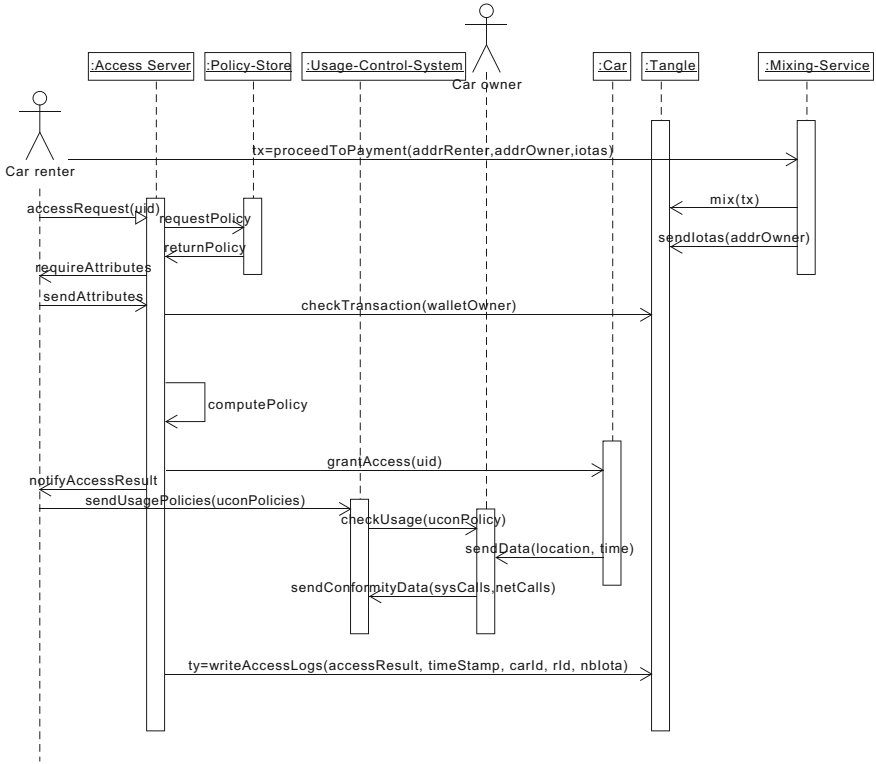 :Access Server
:Policy-Store
:Usage-Control-System
:Car
:Tangle
:Mixing-Service
Car owner
tx=proceedToPayment(addrRenter,addrOwner,iotas)
Car renter
mix(tx)
accessRequest(uid)
requestPolicy
sendIotas(addrOwner)
returnPolicy
requireAttributes
sendAttributes
checkTransaction(walletOwner)
computePolicy
grantAccess(uid)
notifyAccessResult
sendUsagePolicies(uconPolicies)
checkUsage(uconPolicy)
sendData(location, time)
sendConformityData(sysCalls,netCalls)
ty=writeAccessLogs(accessResult, timeStamp, carId, rId, nbIota)